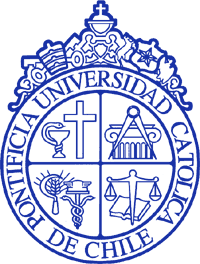 PONTIFICIA UNIVERSIDAD CATOLICA
DE CHILE